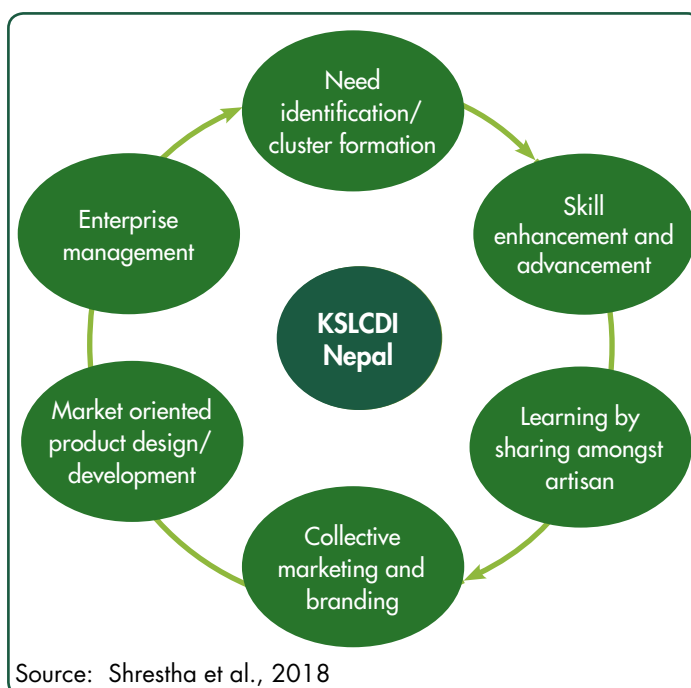 Need
identification/
cluster formation
Skill
enhancement and
advancement
Learning by
sharing amongst
artisan
Collective
marketing and
branding
Market oriented
product design/
development
Enterprise
management
KSLCDI
Nepal
Source: Shrestha et al., 2018